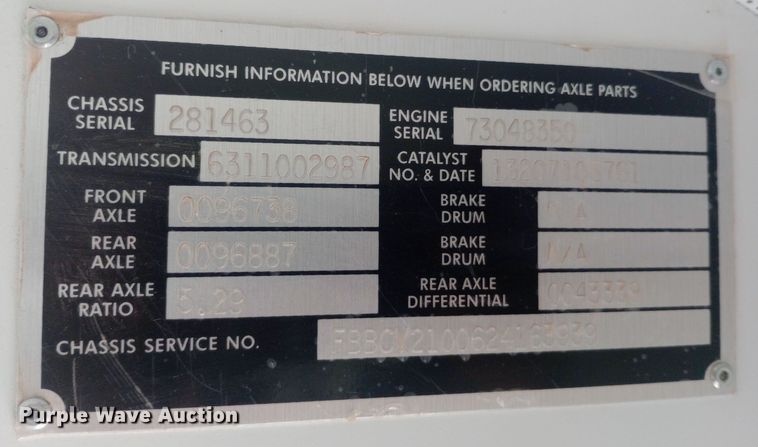 FURNISH INFORMATION BELOW WHEN ORDERING AXLE PARTS
CHASSIS SERIAL 281463
ENGINE SERIAL 73048350
TRANSMISSION 6311002987
CATALYST NO. & DATE
FRONT AXLE 0096738
BRAKE DRUM N/A
REAR AXLE 0096887
BRAKE DRUM N/A
REAR AXLE RATIO 5.29
REAR AXLE DIFFERENTIAL 0043339
CHASSIS SERVICE NO.
Purple Wave Auction